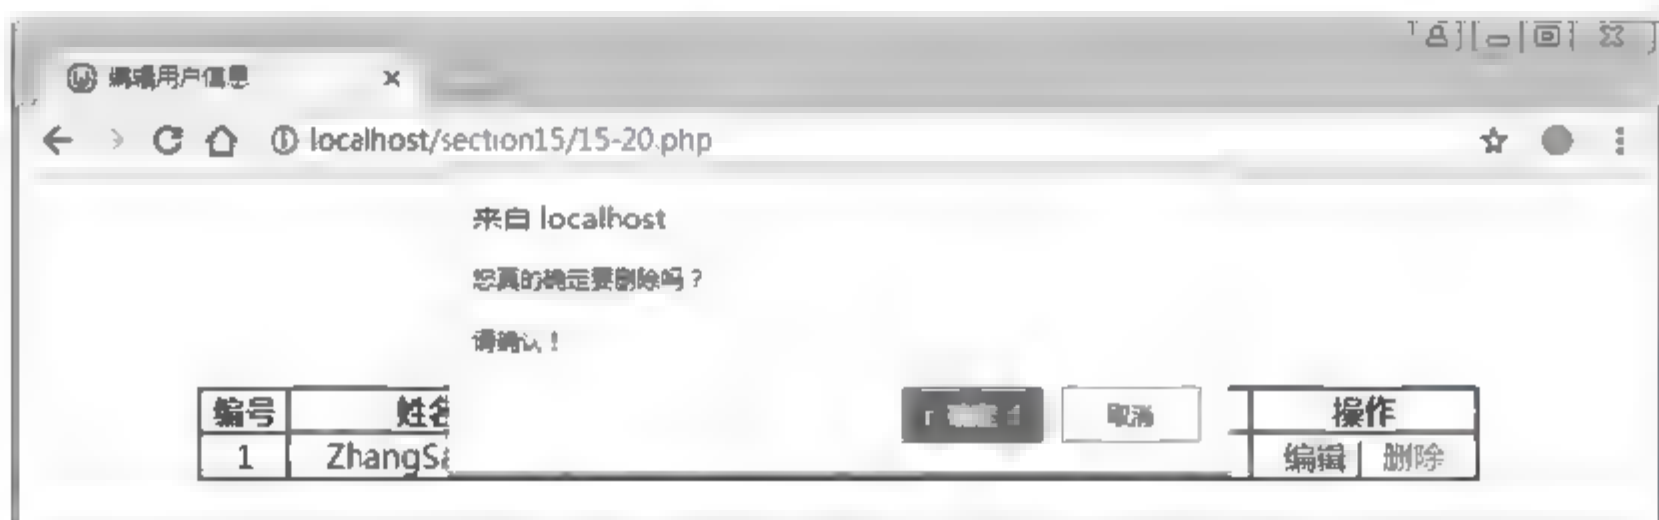 编辑用户信息
localhost/section15/15-20.php
来自 localhost
您真的确定要删除吗？
请确认！
确定 取消
编号 姓名 操作
1 ZhangSa 编辑 删除